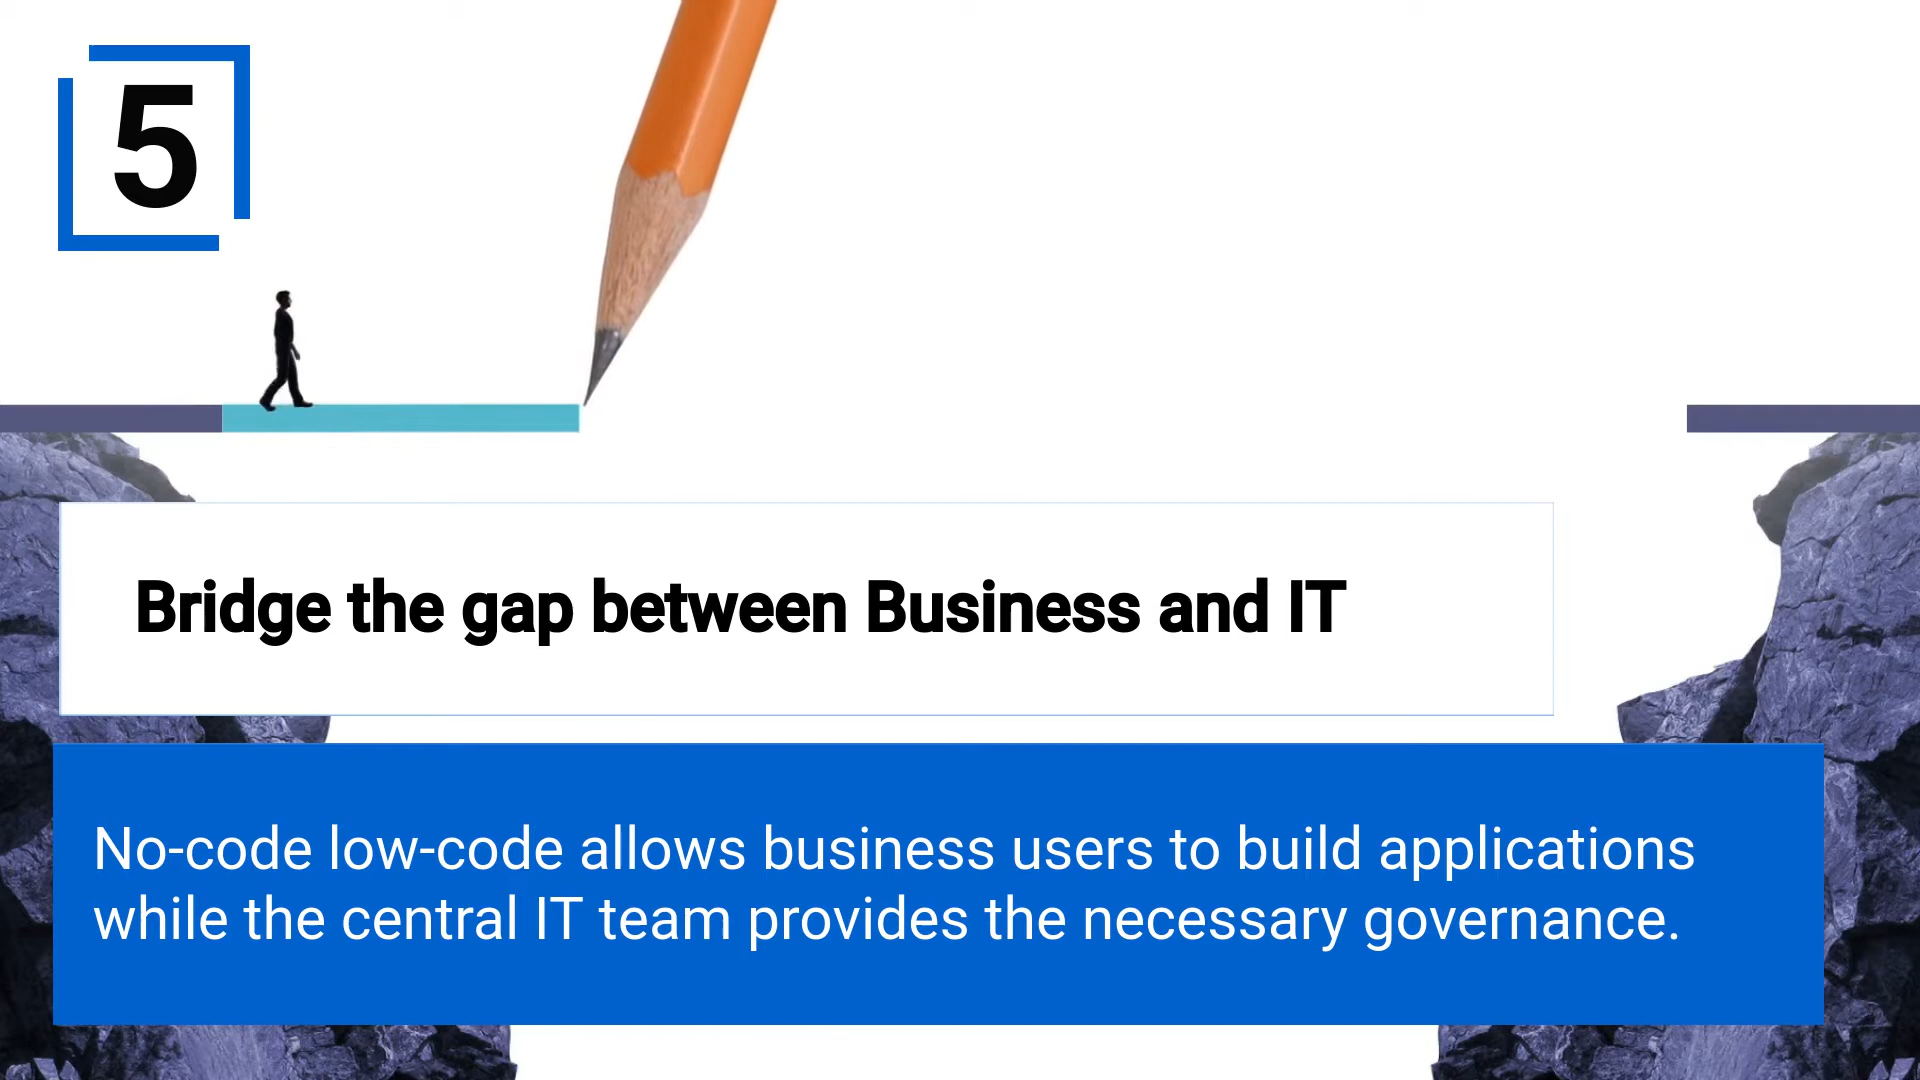 5
Bridge the gap between Business and IT
No-code low-code allows business users to build applications
while the central IT team provides the necessary governance.